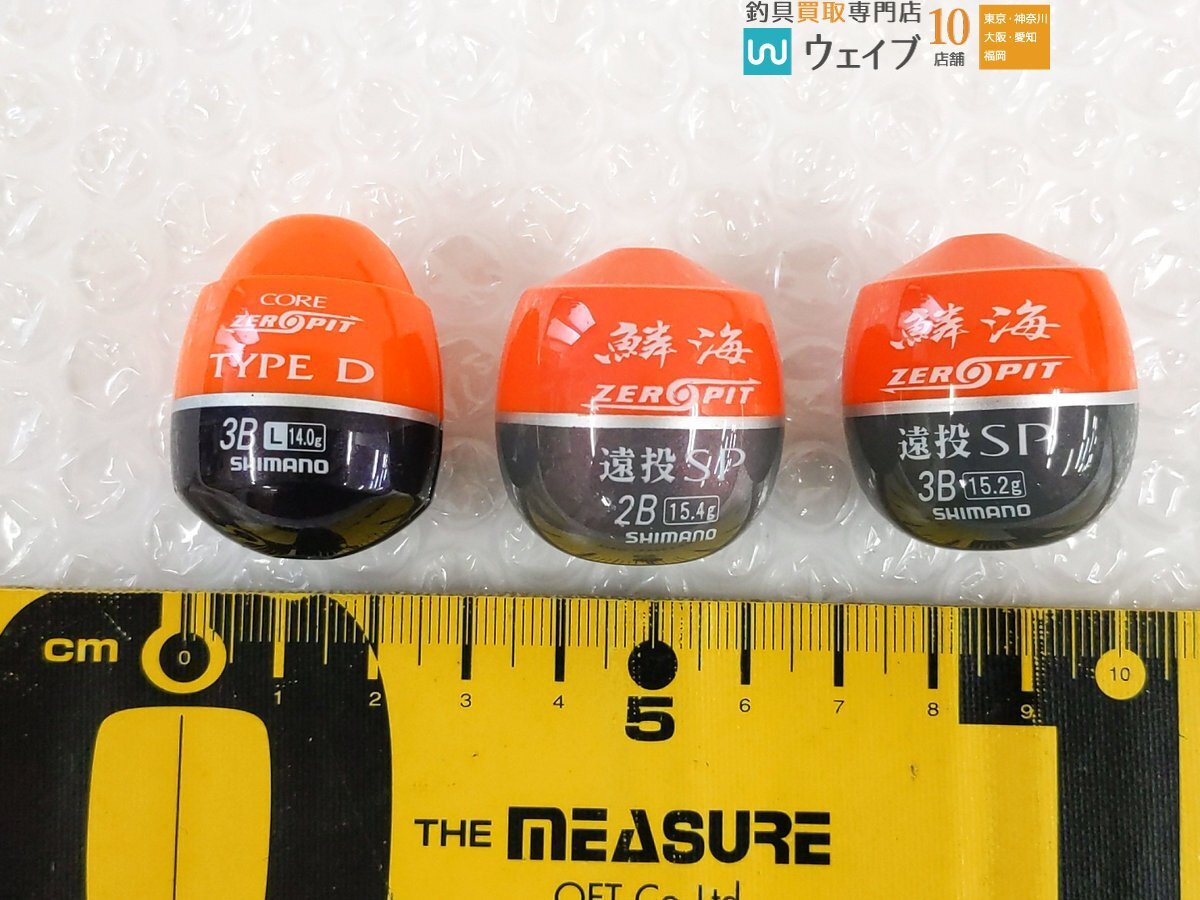 釣具買取専門店
ウェイブ
10
店舗
東京・神奈川
大阪・愛知
福岡
CORE
ZEROPIT
TYPE D
3B L 14.0g
SHIMANO
鱗海
ZEROPIT
遠投SP
2B 15.4g
SHIMANO
鱗海
ZEROPIT
遠投SP
3B 15.2g
SHIMANO
cm 0 1 2 3 4 5 6 7 8 9 10
THE MEASURE
OFT Co.,Ltd.